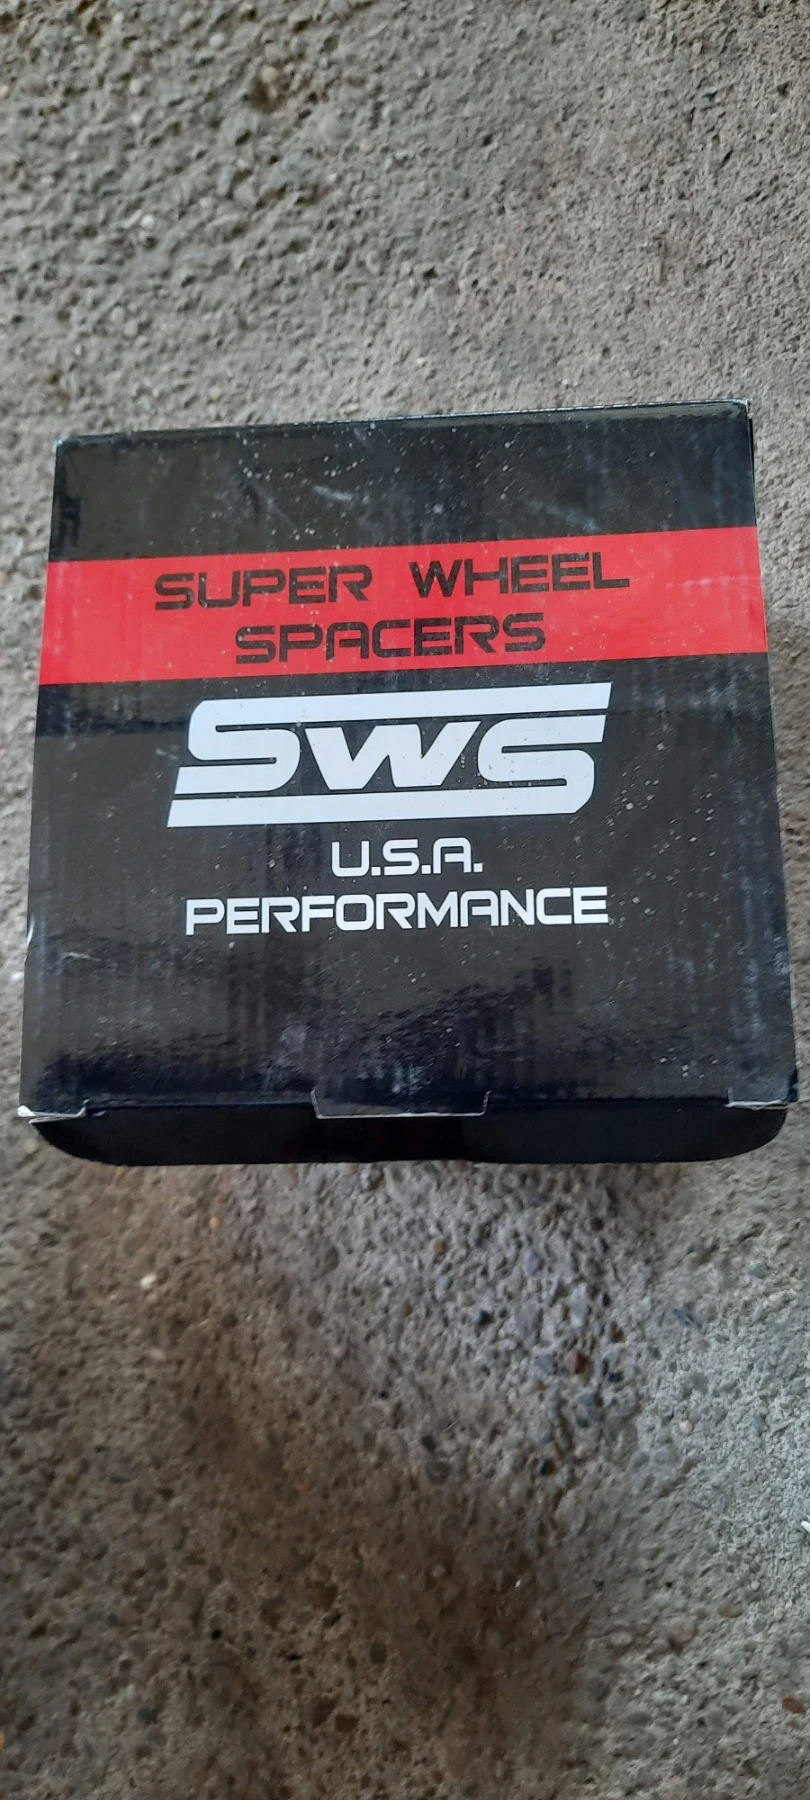 SUPER WHEEL
SPACERS
SWS
U.S.A.
PERFORMANCE